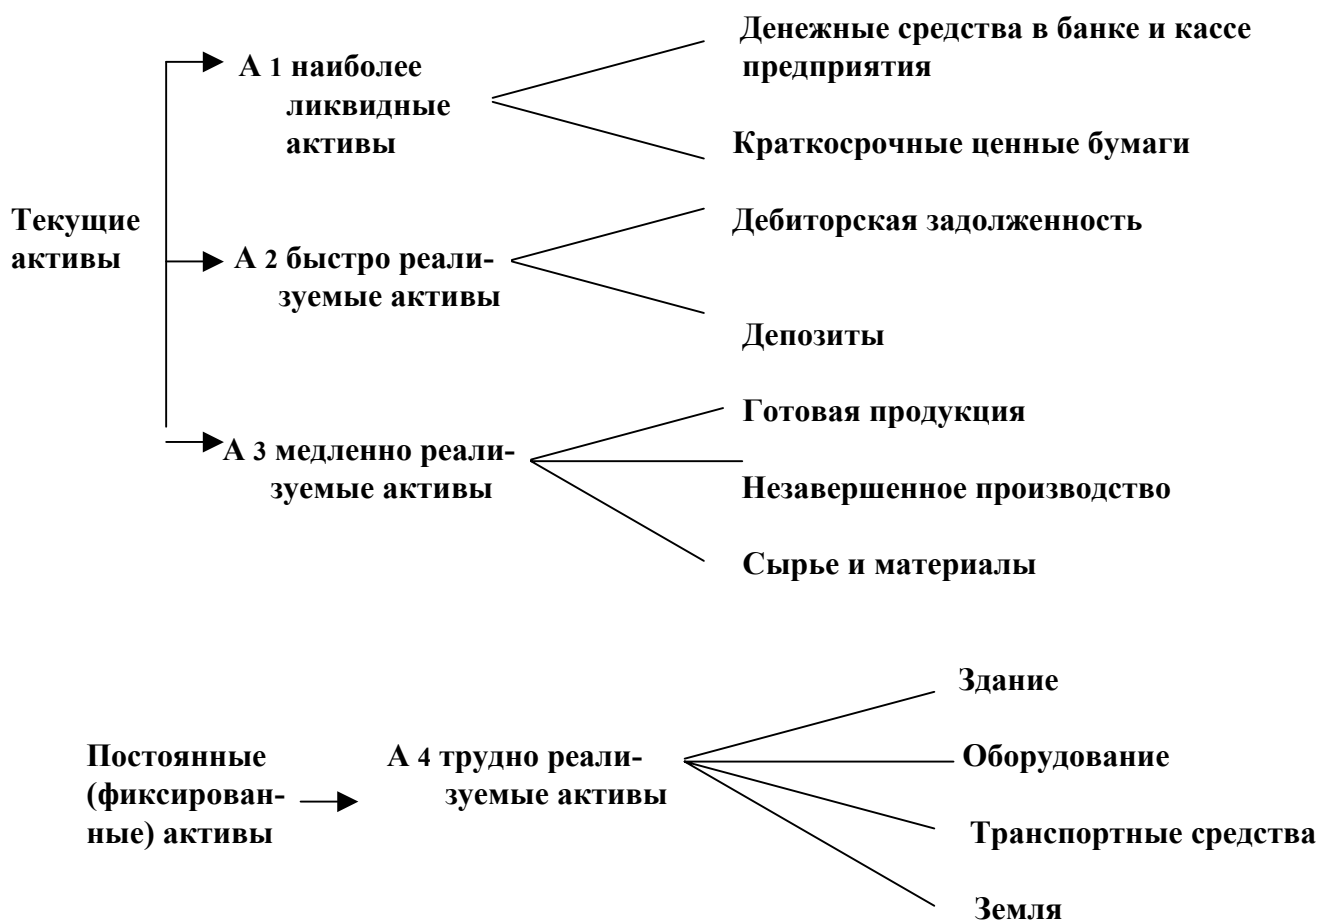 Денежные средства в банке и кассе
предприятия
А 1 наиболее
ликвидные
активы
Краткосрочные ценные бумаги
Текущие
активы
Дебиторская задолженность
А 2 быстро реали-
зуемые активы
Депозиты
Готовая продукция
А 3 медленно реали-
зуемые активы
Незавершенное производство
Сырье и материалы
Здание
Постоянные
(фиксирован-
ные) активы
А 4 трудно реали-
зуемые активы
Оборудование
Транспортные средства
Земля